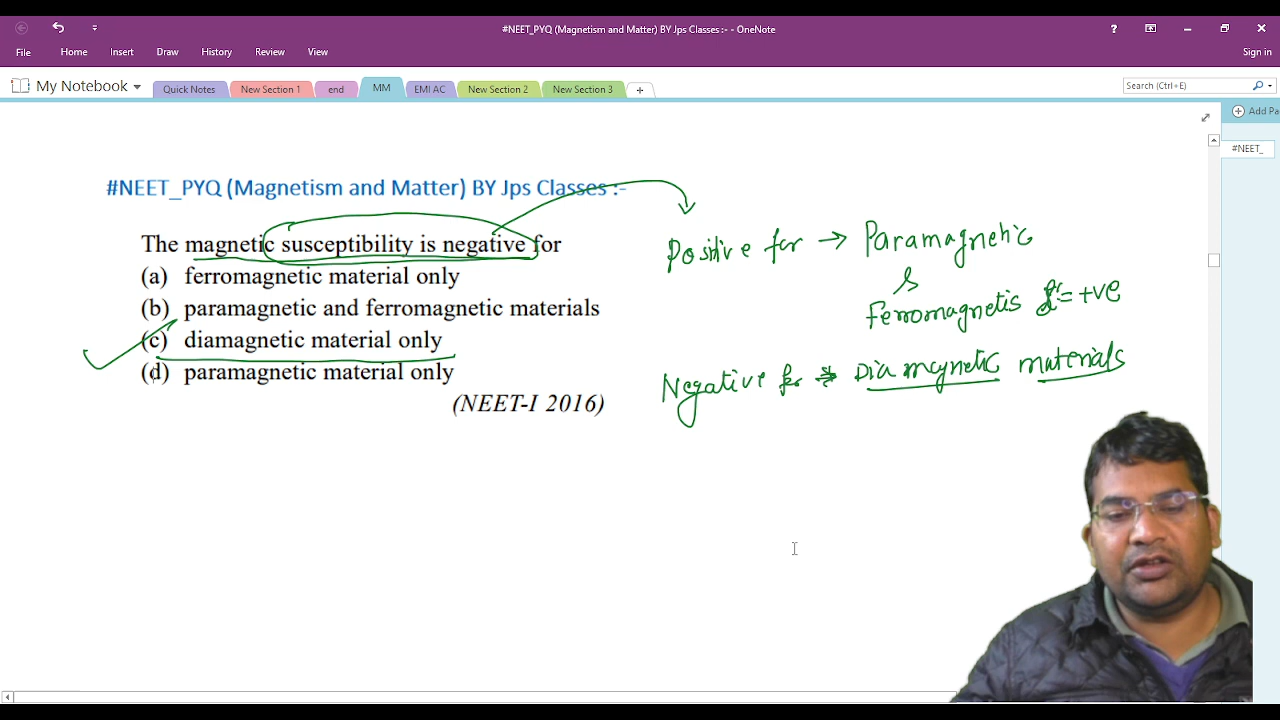 #NEET_PYQ (Magnetism and Matter) BY Jps Classes :- - OneNote
File Home Insert Draw History Review View
Sign in
My Notebook
Quick Notes New Section 1 end MM EMI AC New Section 2 New Section 3 +
Search (Ctrl+E)
Add Pa
#NEET_
#NEET_PYQ (Magnetism and Matter) BY Jps Classes :-
The magnetic susceptibility is negative for
(a) ferromagnetic material only
(b) paramagnetic and ferromagnetic materials
(c) diamagnetic material only
(d) paramagnetic material only
(NEET-I 2016)
Positive for → Paramagnetic
&
Ferromagnetis = +ve
Negative for → Diamagnetic materials